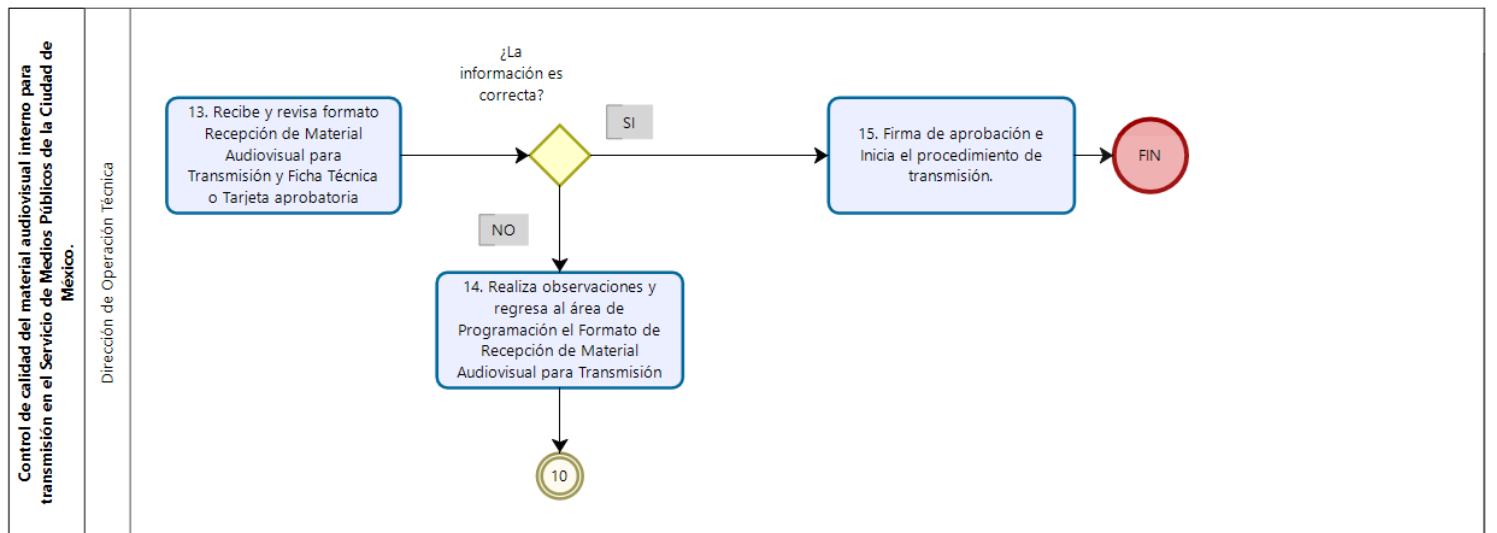 Control de calidad del material audiovisual interno para
transmisión en el Servicio de Medios Públicos de la Ciudad de
México.
Dirección de Operación Técnica
13. Recibe y revisa formato
Recepción de Material
Audiovisual para
Transmisión y Ficha Técnica
o Tarjeta aprobatoria
¿La
información es
correcta?
SI
15. Firma de aprobación e
Inicia el procedimiento de
transmisión.
FIN
NO
14. Realiza observaciones y
regresa al área de
Programación el Formato de
Recepción de Material
Audiovisual para Transmisión
10